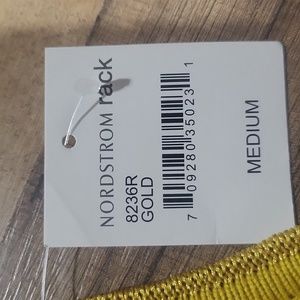 NORDSTROM rack
8236R
GOLD
7 09280 35023 1
MEDIUM